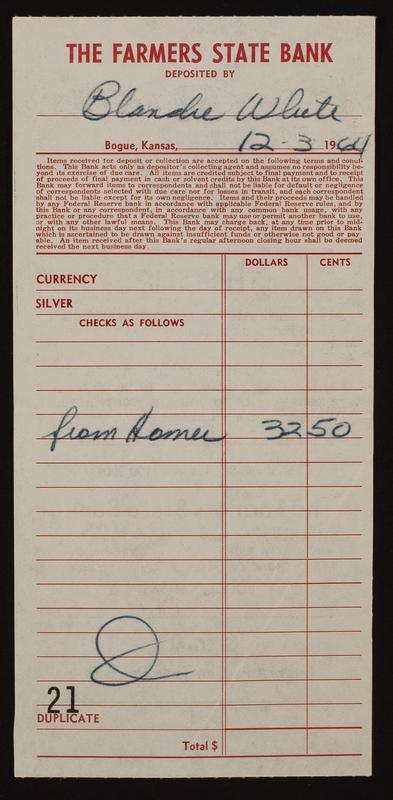 THE FARMERS STATE BANK
DEPOSITED BY
Blanche White
Bogue, Kansas, 12-3 1964
Items received for deposit or collection are accepted on the following terms and condi-
tions. This Bank acts only as depositor's collecting agent and assumes no responsibility be-
yond its exercise of due care. All items are credited subject to final payment and to receipt
of proceeds of final payment in cash or solvent credits by this Bank at its own office. This
Bank may forward items to correspondents and shall not be liable for default or negligence
of correspondents selected with due care nor for losses in transit, and each correspondent
shall not be liable except for its own negligence. Items and their proceeds may be handled
by any Federal Reserve bank in accordance with applicable Federal Reserve rules, and by
this Bank or any correspondent, in accordance with any common bank usage, with any
practice or procedure that a Federal Reserve bank may use or permit another bank to use,
or with any other lawful means. This Bank may charge back, at any time prior to mid-
night on its business day next following the day of receipt, any item drawn on this Bank
which is ascertained to be drawn against insufficient funds or otherwise not good or pay-
able. An item received after this Bank's regular afternoon closing hour shall be deemed
received the next business day.
DOLLARS CENTS
CURRENCY
SILVER
CHECKS AS FOLLOWS
from Homer 32 50
21
DUPLICATE
Total $